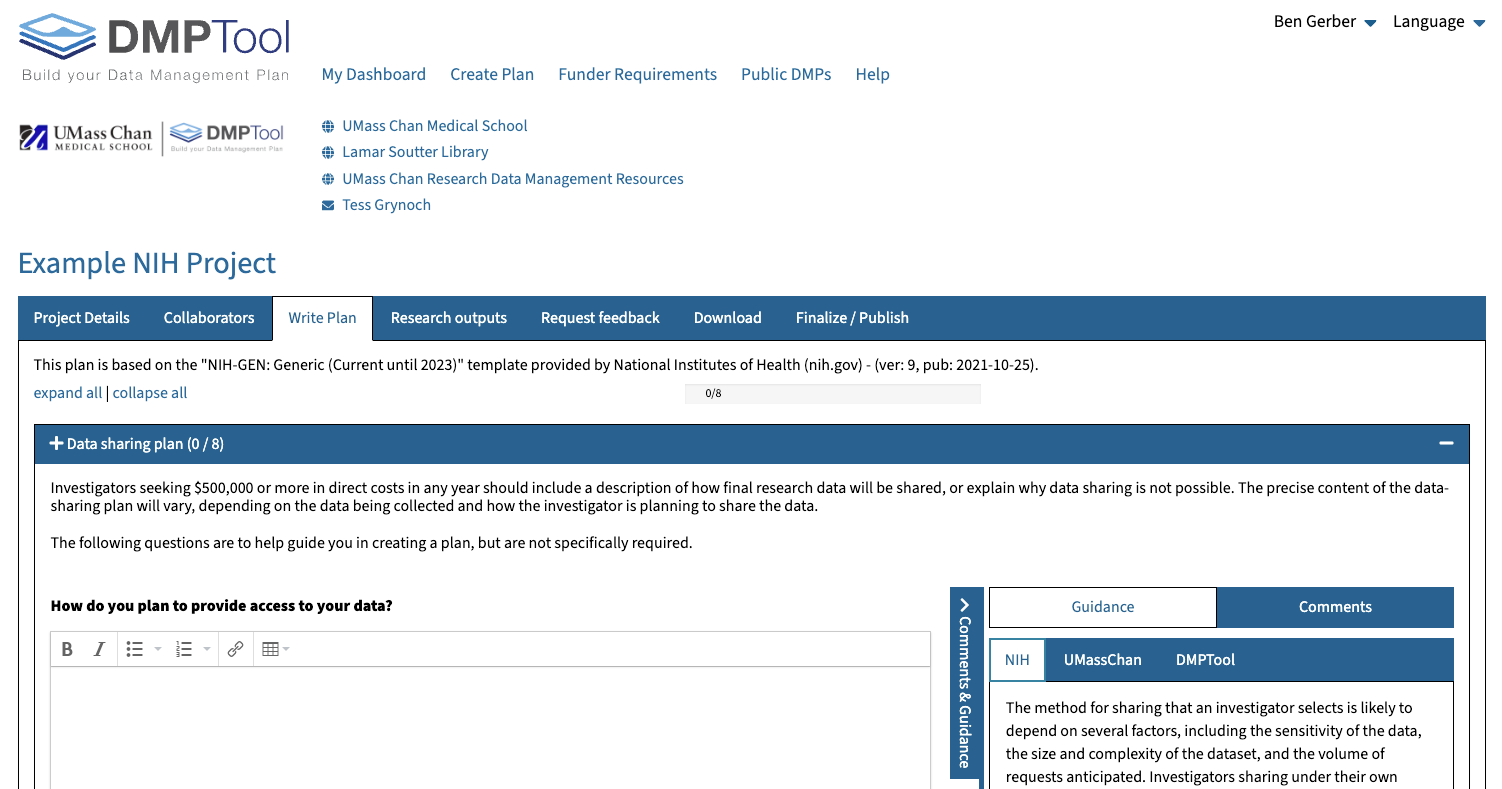 DMPTool
Build your Data Management Plan
Ben Gerber Language
My Dashboard Create Plan Funder Requirements Public DMPs Help
UMass Chan
MEDICAL SCHOOL
DMPTool
Build your Data Management Plan
UMass Chan Medical School
Lamar Soutter Library
UMass Chan Research Data Management Resources
Tess Grynoch
Example NIH Project
Project Details Collaborators Write Plan Research outputs Request feedback Download Finalize / Publish
This plan is based on the "NIH-GEN: Generic (Current until 2023)" template provided by National Institutes of Health (nih.gov) - (ver: 9, pub: 2021-10-25).
expand all | collapse all 0/8
Data sharing plan (0 / 8)
Investigators seeking $500,000 or more in direct costs in any year should include a description of how final research data will be shared, or explain why data sharing is not possible. The precise content of the data-
sharing plan will vary, depending on the data being collected and how the investigator is planning to share the data.
The following questions are to help guide you in creating a plan, but are not specifically required.
How do you plan to provide access to your data?
B I
Comments & Guidance
Guidance Comments
NIH UMassChan DMPTool
The method for sharing that an investigator selects is likely to
depend on several factors, including the sensitivity of the data,
the size and complexity of the dataset, and the volume of
requests anticipated. Investigators sharing under their own